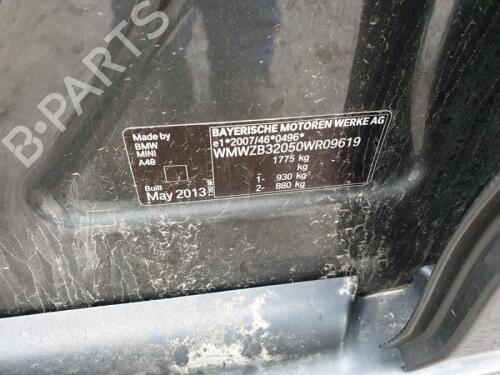 Made by
BMW
MINI
A48
Built
May 2013
BAYERISCHE MOTOREN WERKE AG
e1*2007/46*0496*
WMWZB32050WR09619
1775 kg
kg
1- 930 kg
2- 880 kg